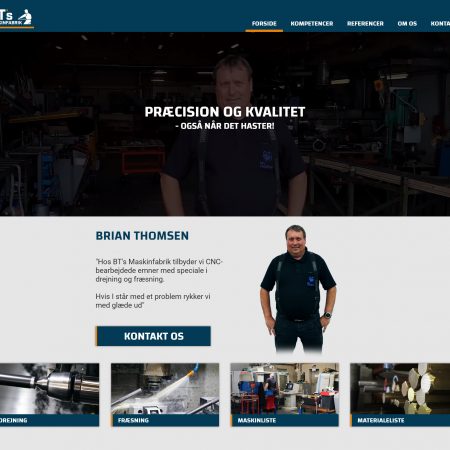 Ts
FORSIDE KOMPETENCER REFERENCER OM OS
PRÆCISION OG KVALITET
- OGSÅ NÅR DET HASTER!
BRIAN THOMSEN
"Hos BT's Maskinfabrik tilbyder vi CNC-
bearbejdede emner med speciale i
drejning og fræsning.
Hvis I står med et problem rykker vi
med glæde ud"
KONTAKT OS
DREJNING FRÆSNING MASKINLISTE MATERIALELISTE